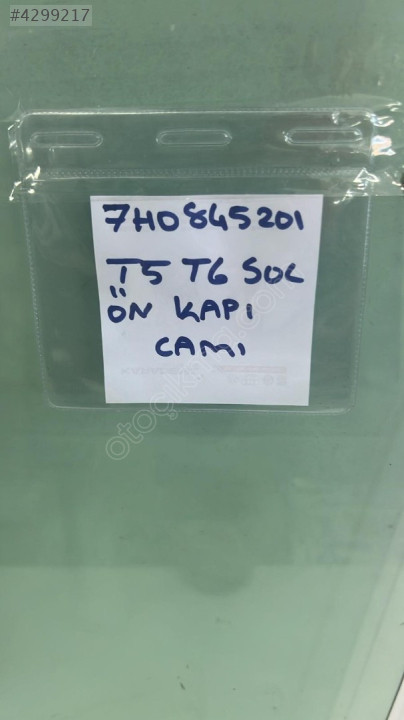 #4299217
7H0845201
T5 T6 SOL
ÖN KAPI
CAMI